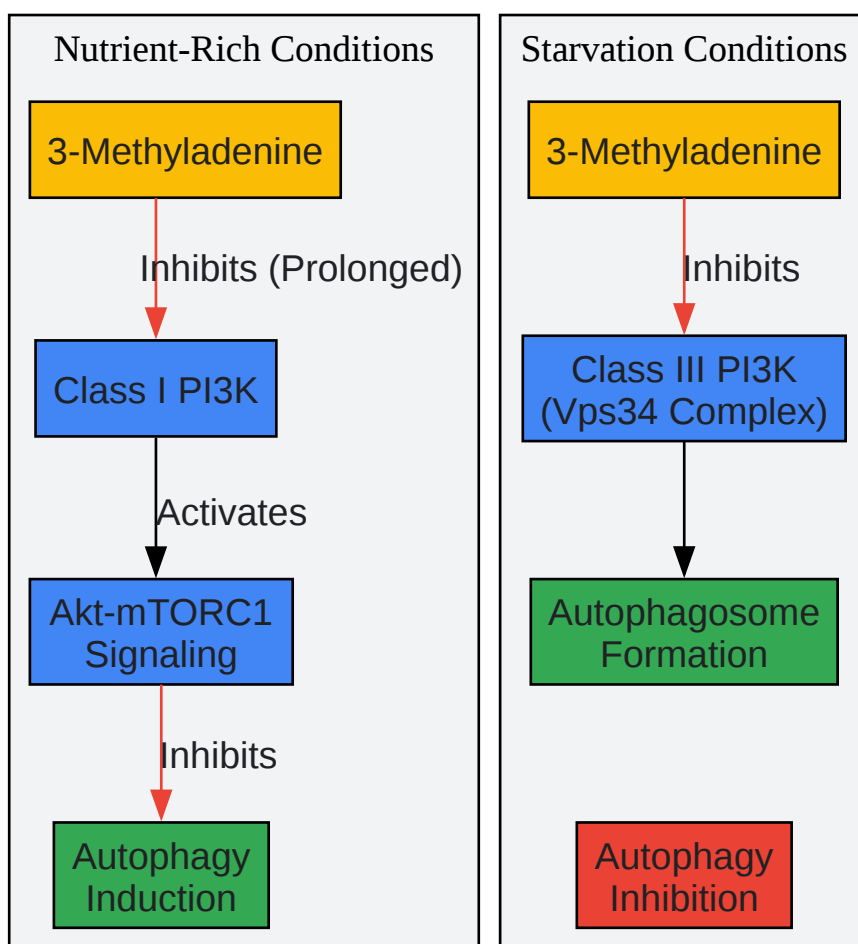 Nutrient-Rich Conditions
3-Methyladenine
Inhibits (Prolonged)
Class I PI3K
Activates
Akt-mTORC1
Signaling
Inhibits
Autophagy
Induction
Starvation Conditions
3-Methyladenine
Inhibits
Class III PI3K
(Vps34 Complex)
Autophagosome
Formation
Autophagy
Inhibition